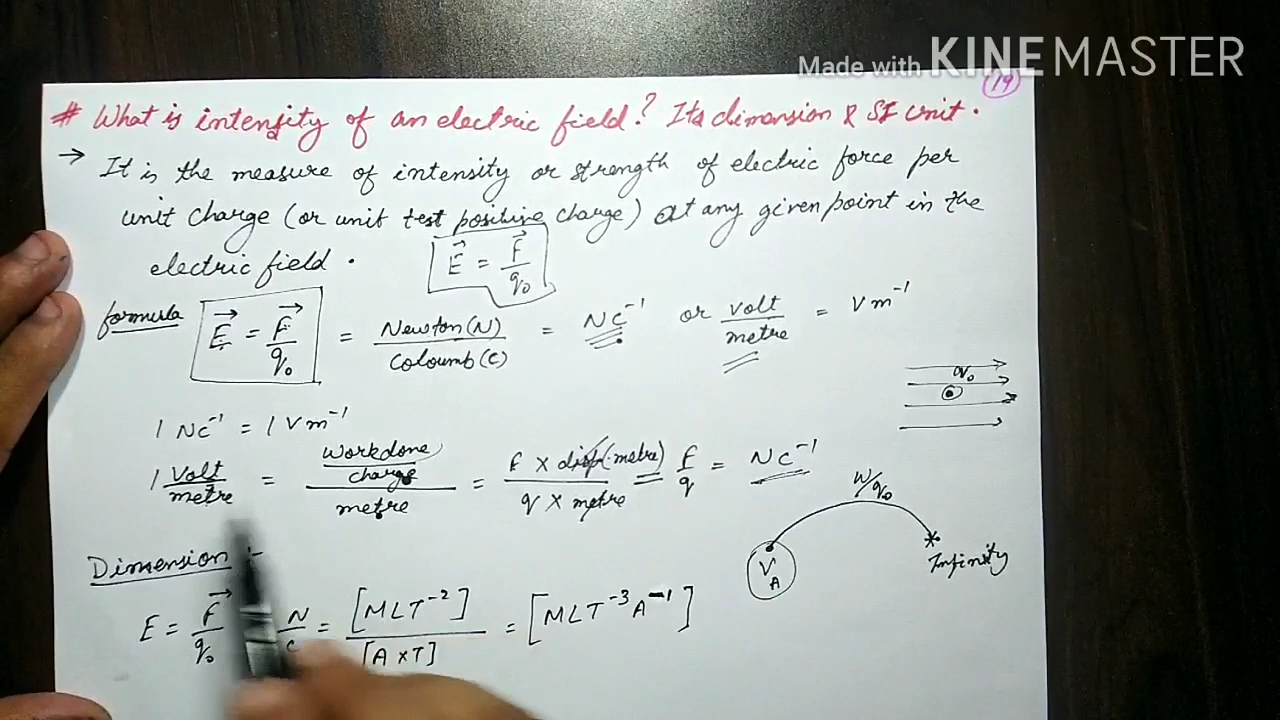 Made with KINEMASTER
19
# What is intensity of an electric field? Its dimension & SI unit.
→ It is the measure of intensity or strength of electric force per
unit charge (or unit test positive charge) at any given point in the
electric field.
E⃗ = F⃗/q₀
formula E⃗ = F⃗/q₀ = Newton(N)/Coloumb(C) = NC⁻¹ or volt/metre = Vm⁻¹
q₀
1 NC⁻¹ = 1 Vm⁻¹
1 Volt/metre = workdone/charge/metre = F × disp(metre)/q × metre = F/q = NC⁻¹
W/q₀
V_A
Infinity
Dimension :-
E = F⃗/q₀ N/C = [MLT⁻²]/[A×T] = [MLT⁻³A⁻¹]